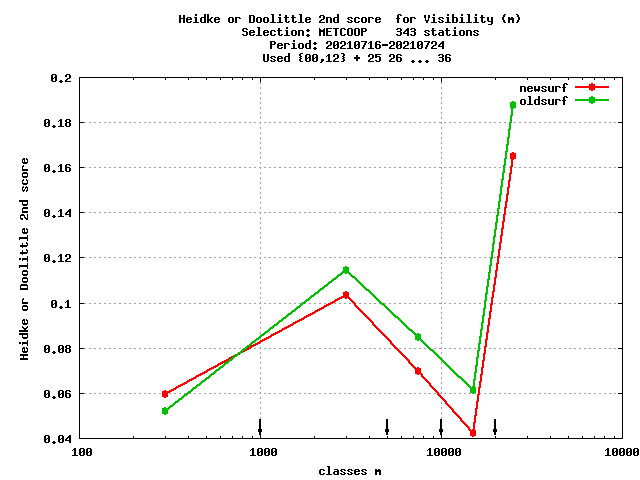 Heidke or Doolittle 2nd score  for Visibility (m)
Selection: METCOOP    343 stations
Period: 20210716-20210724
Used {00,12} + 25 26 ... 36
newsurf
oldsurf
Heidke or Doolittle 2nd score
0.2
0.18
0.16
0.14
0.12
0.1
0.08
0.06
0.04
100 1000 10000 10000
classes m